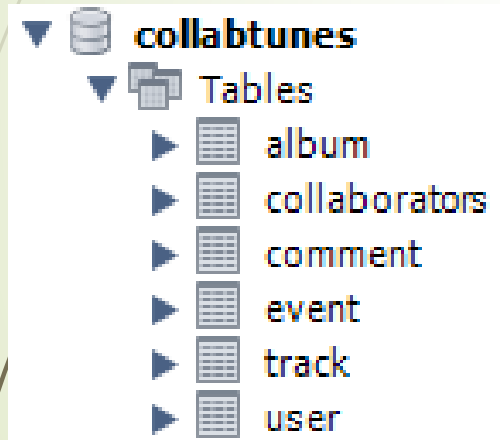 collabtunes
Tables
album
collaborators
comment
event
track
user